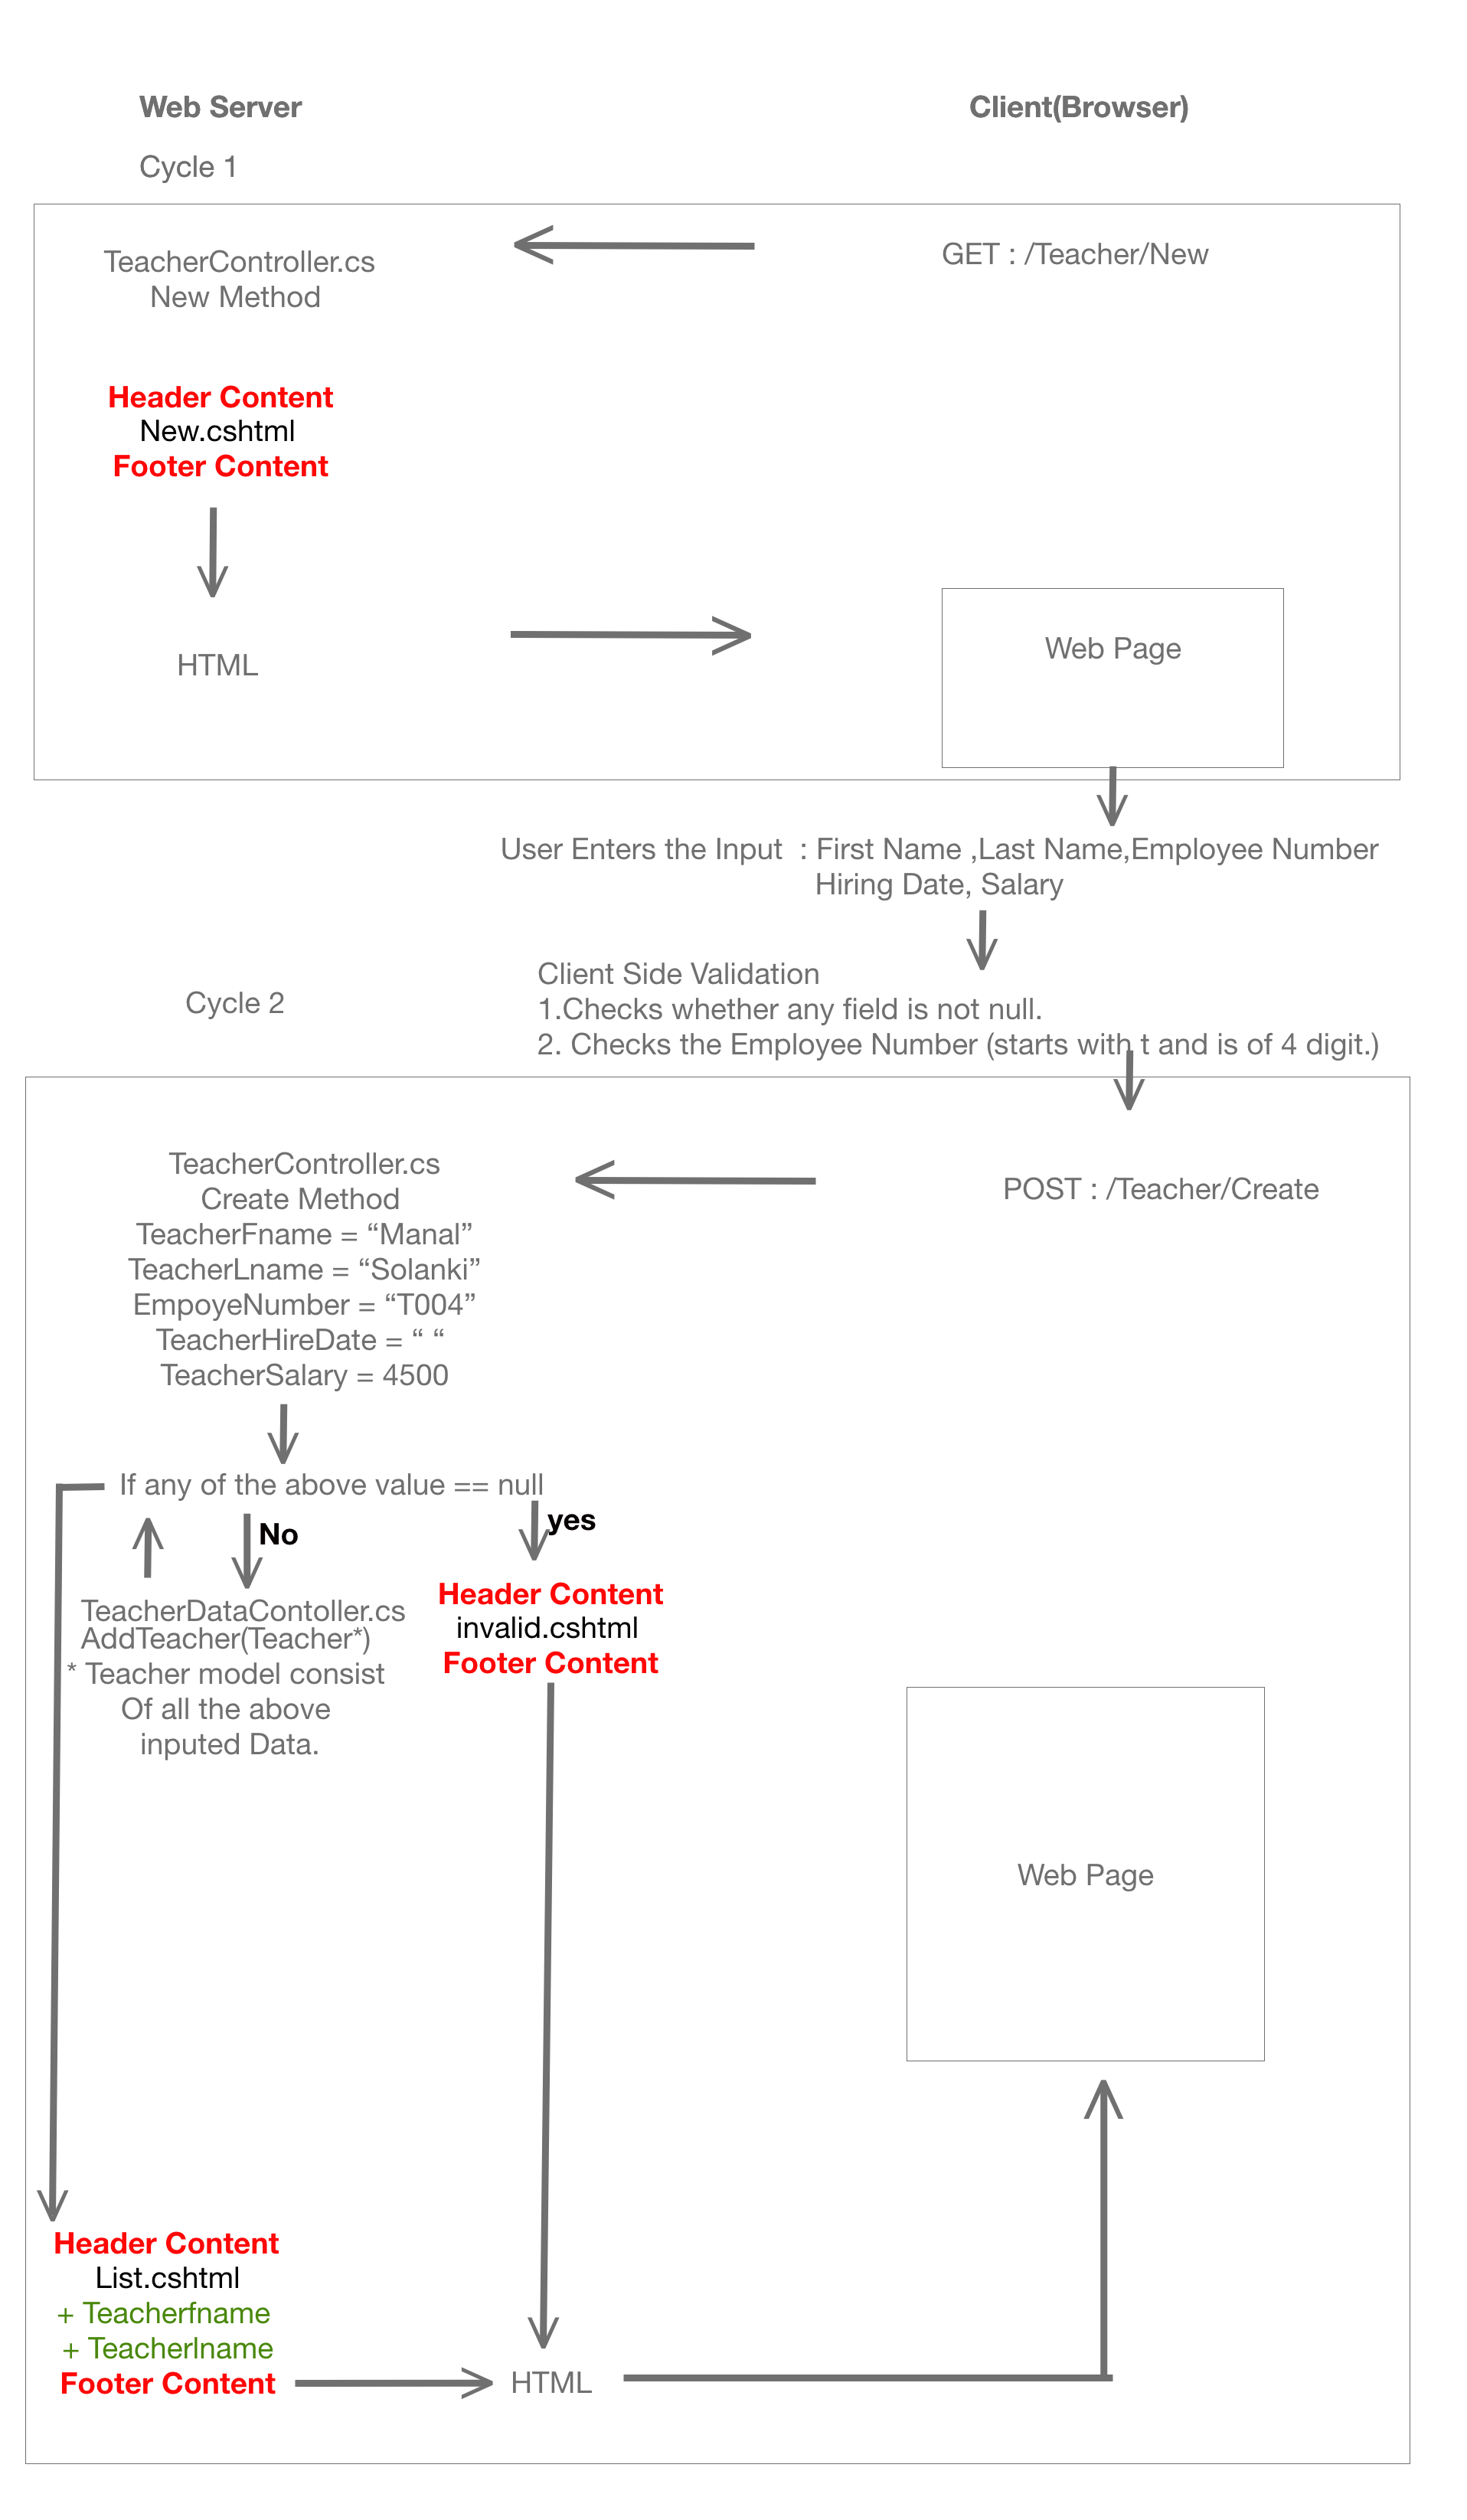 Web Server
Client(Browser)
Cycle 1
TeacherController.cs
New Method
GET : /Teacher/New
Header Content
New.cshtml
Footer Content
HTML
Web Page
User Enters the Input  : First Name ,Last Name,Employee Number
Hiring Date, Salary
Cycle 2
Client Side Validation
1.Checks whether any field is not null.
2. Checks the Employee Number (starts with t and is of 4 digit.)
TeacherController.cs
Create Method
TeacherFname = “Manal”
TeacherLname = “Solanki”
EmpoyeNumber = “T004”
TeacherHireDate = “ “
TeacherSalary = 4500
POST : /Teacher/Create
If any of the above value == null
No
yes
TeacherDataContoller.cs
AddTeacher(Teacher*)
* Teacher model consist
Of all the above
inputed Data.
Header Content
invalid.cshtml
Footer Content
Web Page
Header Content
List.cshtml
+ Teacherfname
+ Teacherlname
Footer Content
HTML